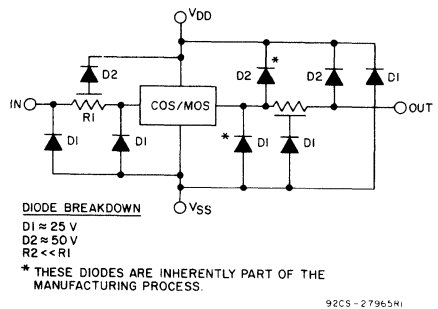 VDD
D2
D2
*
D2
D1
IN
R1
COS/MOS
OUT
D1
D1
*
D1
D1
VSS
DIODE BREAKDOWN
D1 ≈ 25 V
D2 ≈ 50 V
R2 << R1
* THESE DIODES ARE INHERENTLY PART OF THE
MANUFACTURING PROCESS.
92CS-27965R1